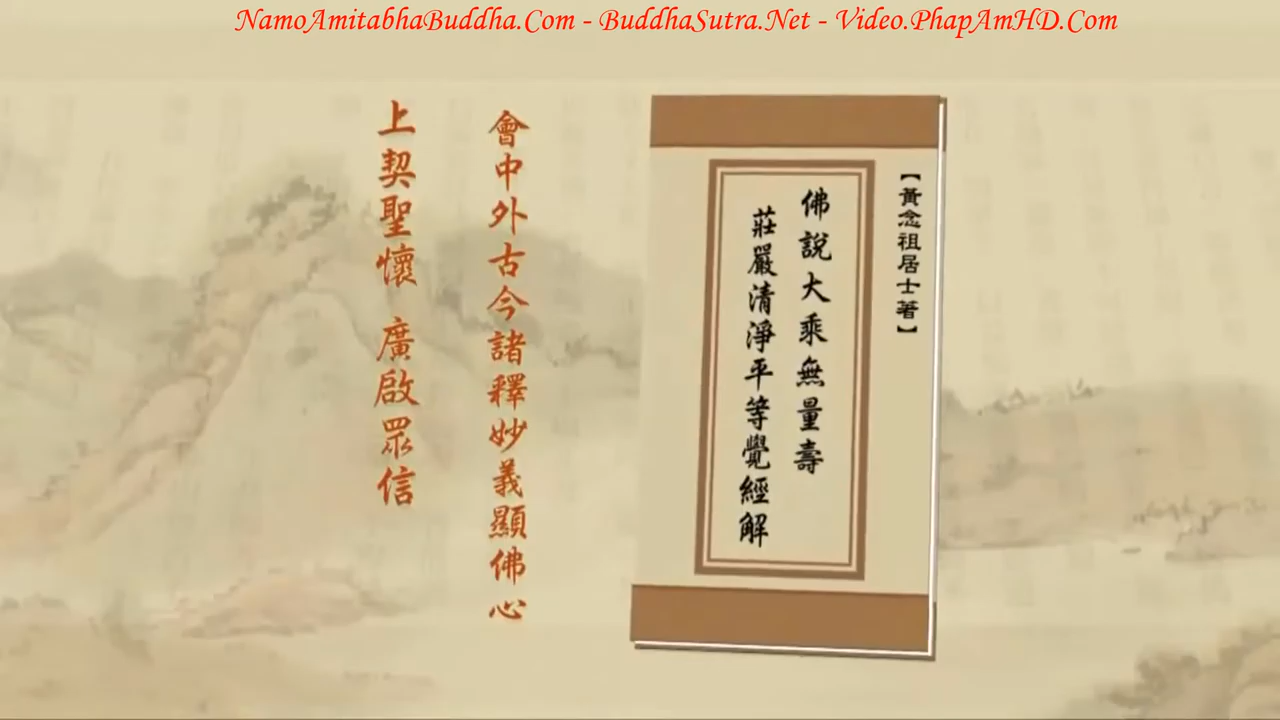 NamoAmitabhaBuddha.Com - BuddhaSutra.Net - Video.PhapAmHD.Com
【黃念祖居士著】
佛說大乘無量壽
莊嚴清淨平等覺經解
會中外古今諸釋妙義顯佛心
上契聖懷 廣啟眾信